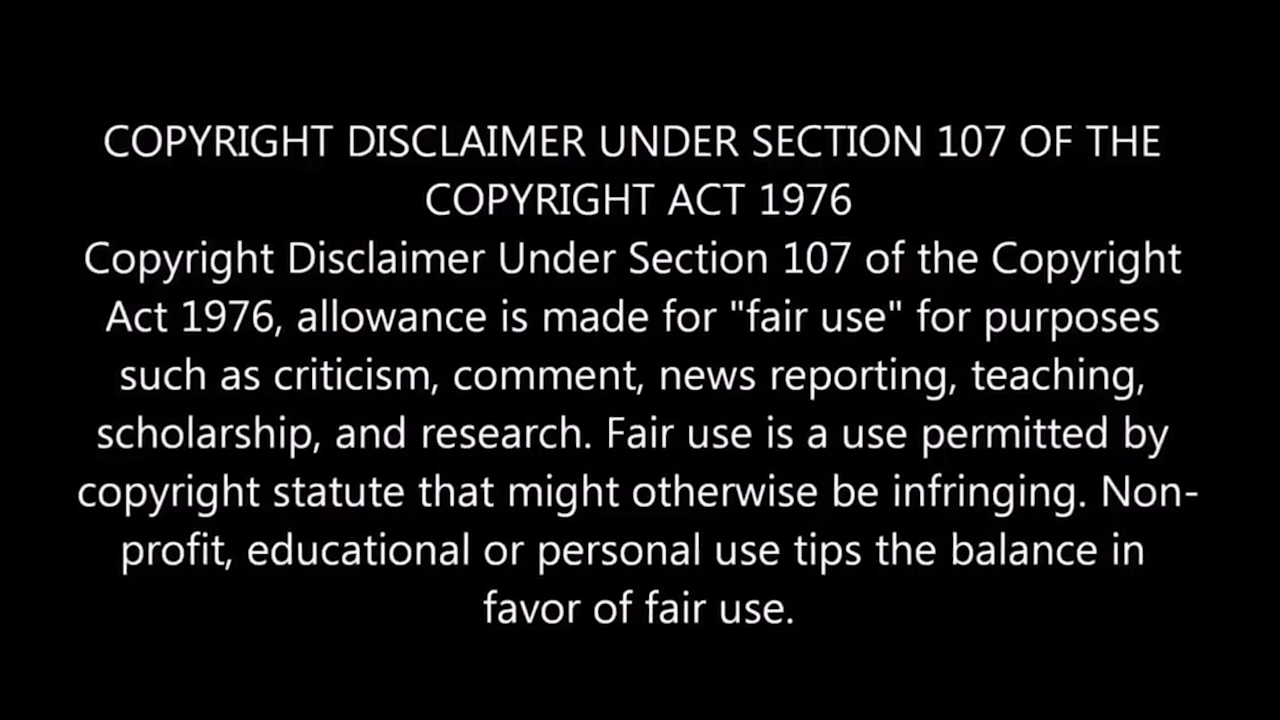 COPYRIGHT DISCLAIMER UNDER SECTION 107 OF THE
COPYRIGHT ACT 1976
Copyright Disclaimer Under Section 107 of the Copyright
Act 1976, allowance is made for "fair use" for purposes
such as criticism, comment, news reporting, teaching,
scholarship, and research. Fair use is a use permitted by
copyright statute that might otherwise be infringing. Non-
profit, educational or personal use tips the balance in
favor of fair use.